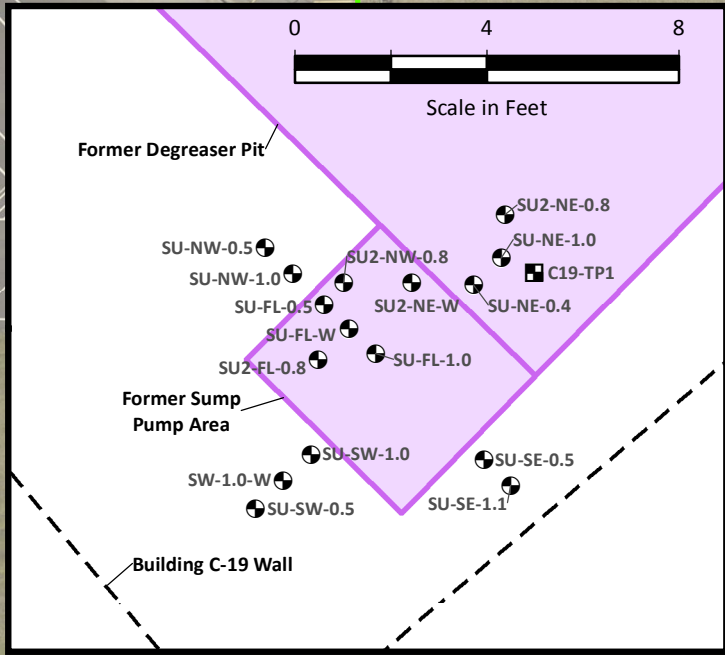 0 4 8
Scale in Feet
Former Degreaser Pit
SU2-NE-0.8
SU-NE-1.0
C19-TP1
SU-NE-0.4
SU-NW-0.5
SU-NW-1.0
SU2-NW-0.8
SU2-NE-W
SU-FL-0.5
SU-FL-W
SU-FL-1.0
SU2-FL-0.8
Former Sump
Pump Area
SU-SW-1.0
SW-1.0-W
SU-SW-0.5
SU-SE-0.5
SU-SE-1.1
Building C-19 Wall